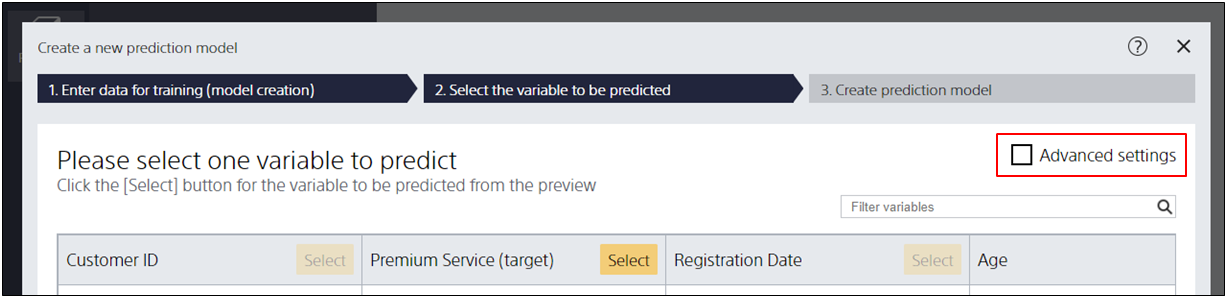 Create a new prediction model
1. Enter data for training (model creation)
2. Select the variable to be predicted
3. Create prediction model
Please select one variable to predict
Advanced settings
Click the [Select] button for the variable to be predicted from the preview
Filter variables
Customer ID Select Premium Service (target) Select Registration Date Select Age